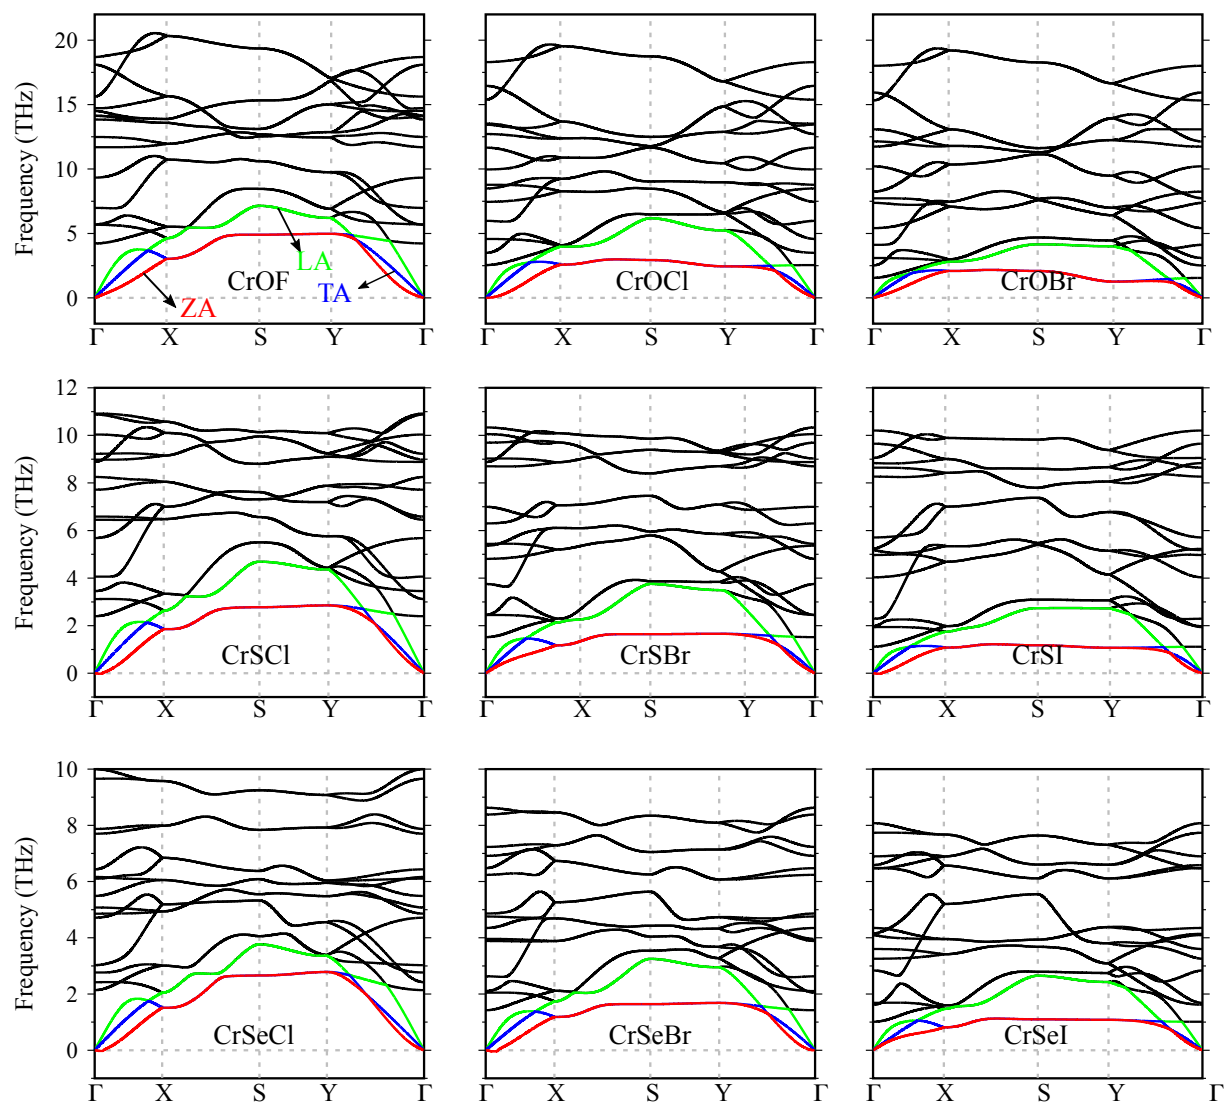 Frequency (THz)
20
15
10
5
0
CrOF
LA
TA
ZA
Γ X S Y Γ
CrOCl
Γ X S Y Γ
CrOBr
Γ X S Y Γ
Frequency (THz)
12
10
8
6
4
2
0
CrSCl
Γ X S Y Γ
CrSBr
Γ X S Y Γ
CrSI
Γ X S Y Γ
Frequency (THz)
10
8
6
4
2
0
CrSeCl
Γ X S Y Γ
CrSeBr
Γ X S Y Γ
CrSeI
Γ X S Y Γ